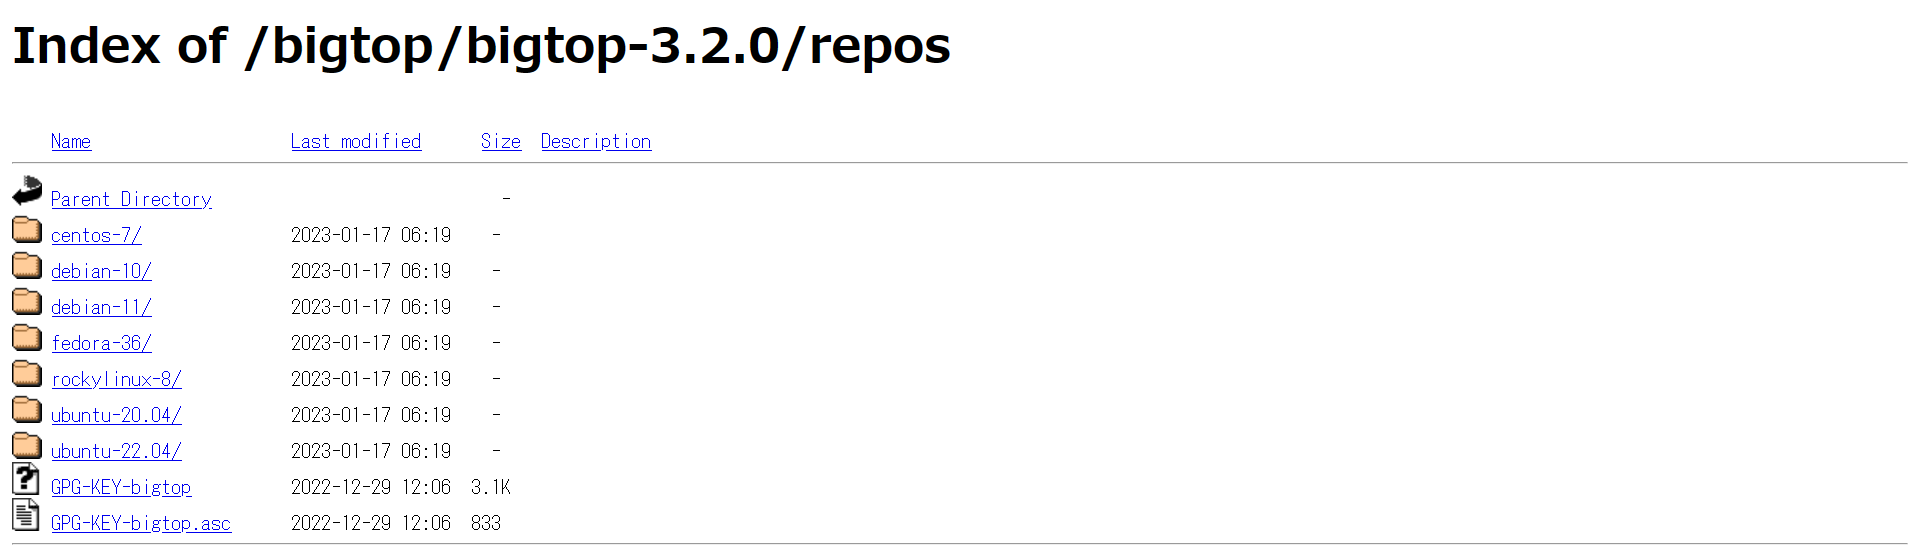 Index of /bigtop/bigtop-3.2.0/repos
Name Last modified Size Description
Parent Directory -
centos-7/ 2023-01-17 06:19 -
debian-10/ 2023-01-17 06:19 -
debian-11/ 2023-01-17 06:19 -
fedora-36/ 2023-01-17 06:19 -
rockylinux-8/ 2023-01-17 06:19 -
ubuntu-20.04/ 2023-01-17 06:19 -
ubuntu-22.04/ 2023-01-17 06:19 -
GPG-KEY-bigtop 2022-12-29 12:06 3.1K
GPG-KEY-bigtop.asc 2022-12-29 12:06 833